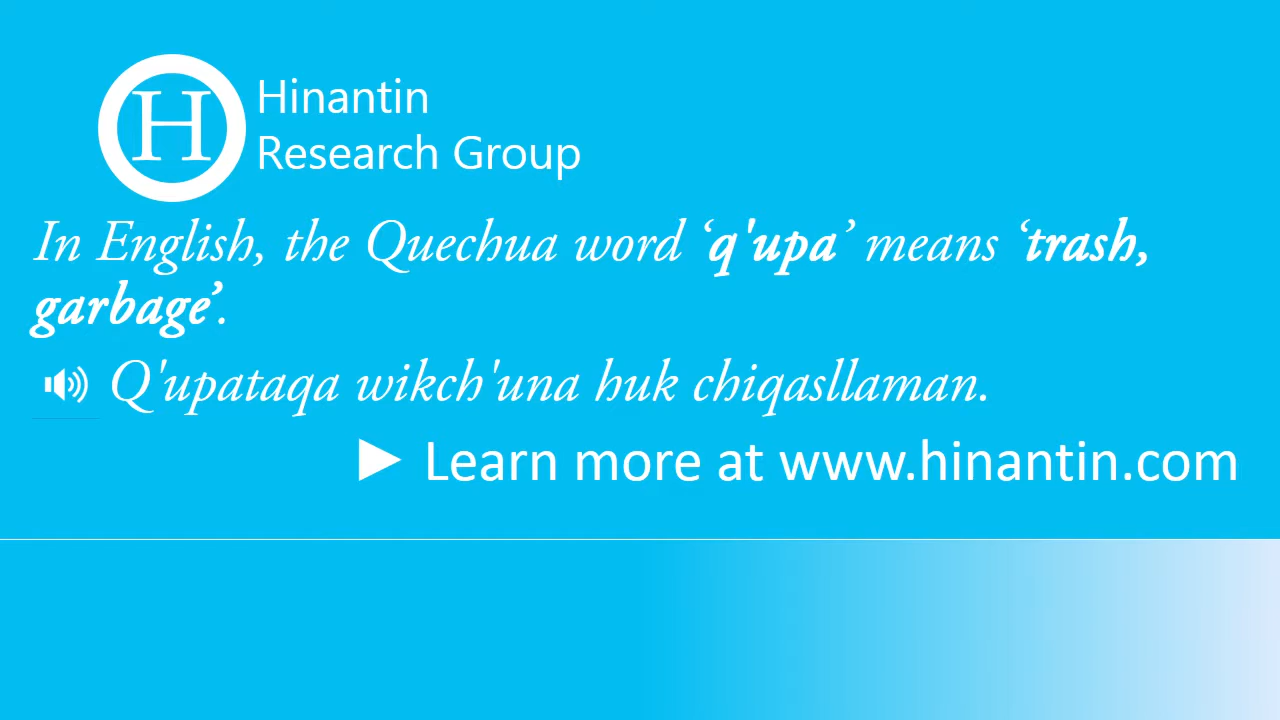 H
Hinantin
Research Group
In English, the Quechua word ‘q'upa’ means ‘trash,
garbage’.
Q'upataqa wikch'una huk chiqasllaman.
► Learn more at www.hinantin.com